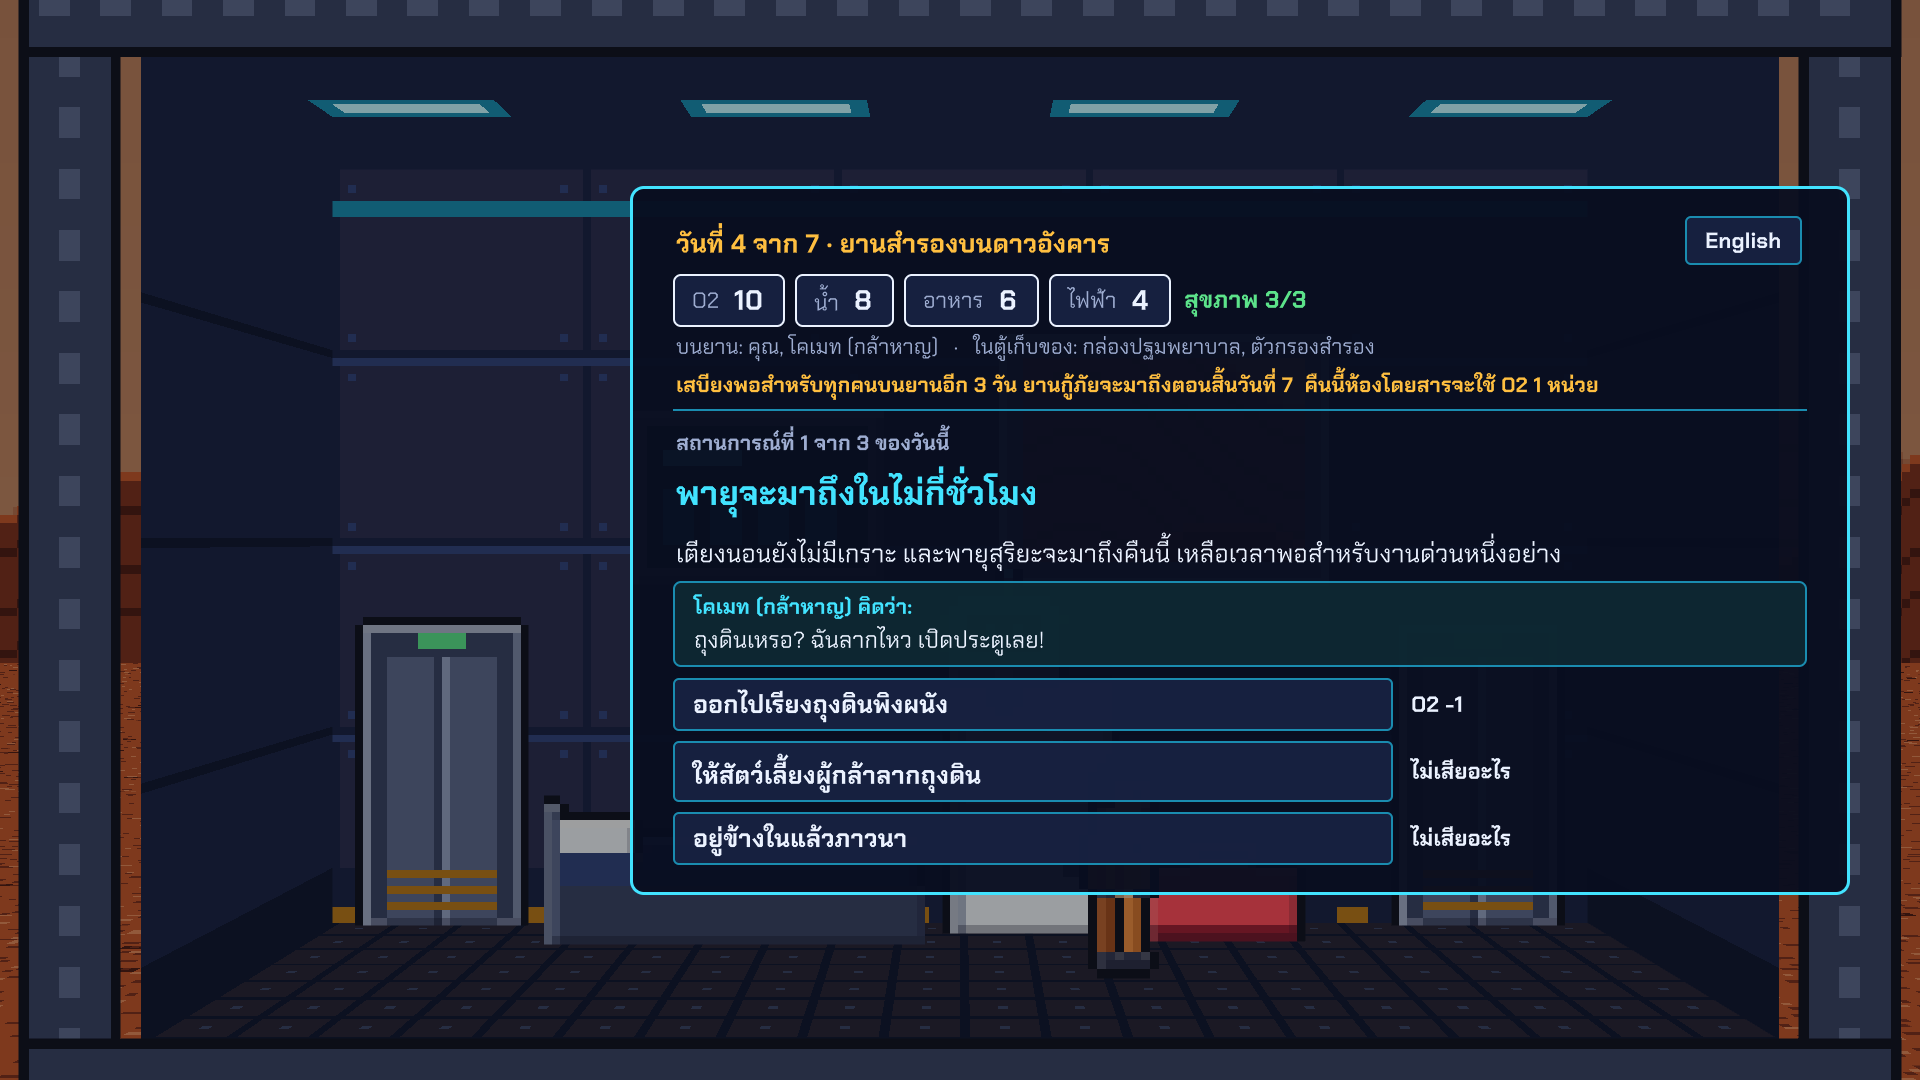 วันที่ 4 จาก 7 · ยานสำรองบนดาวอังคาร
English
O2 10 น้ำ 8 อาหาร 6 ไฟฟ้า 4 สุขภาพ 3/3
บนยาน: คุณ, โคเมท (กล้าหาญ) · ในตู้เก็บของ: กล่องปฐมพยาบาล, ตัวกรองสำรอง
เสบียงพอสำหรับทุกคนบนยานอีก 3 วัน ยานกู้ภัยจะมาถึงตอนสิ้นวันที่ 7 คืนนี้ห้องโดยสารจะใช้ O2 1 หน่วย
สถานการณ์ที่ 1 จาก 3 ของวันนี้
พายุจะมาถึงในไม่กี่ชั่วโมง
เตียงนอนยังไม่มีเกราะ และพายุสุริยะจะมาถึงคืนนี้ เหลือเวลาพอสำหรับงานด่วนหนึ่งอย่าง
โคเมท (กล้าหาญ) คิดว่า:
ถุงดินเหรอ? ฉันลากไหว เปิดประตูเลย!
ออกไปเรียงถุงดินพิงผนัง O2 -1
ให้สัตว์เลี้ยงผู้กล้าลากถุงดิน ไม่เสียอะไร
อยู่ข้างในแล้วภาวนา ไม่เสียอะไร